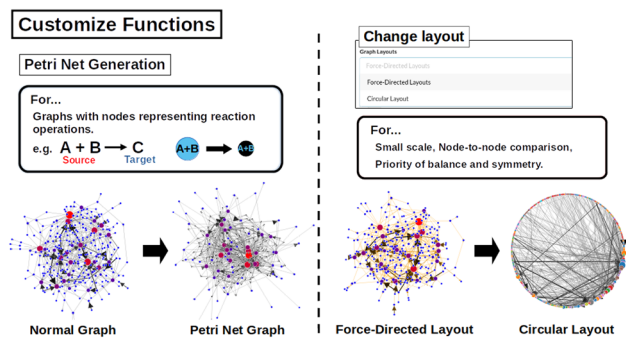 Customize Functions
Petri Net Generation
For...
Graphs with nodes representing reaction
operations.
e.g. A + B → C
Source
Target
A+B
A+B
Normal Graph
Petri Net Graph
Change layout
Graph Layouts
Force-Directed Layouts
Force-Directed Layouts
Circular Layout
For...
Small scale, Node-to-node comparison,
Priority of balance and symmetry.
Force-Directed Layout
Circular Layout